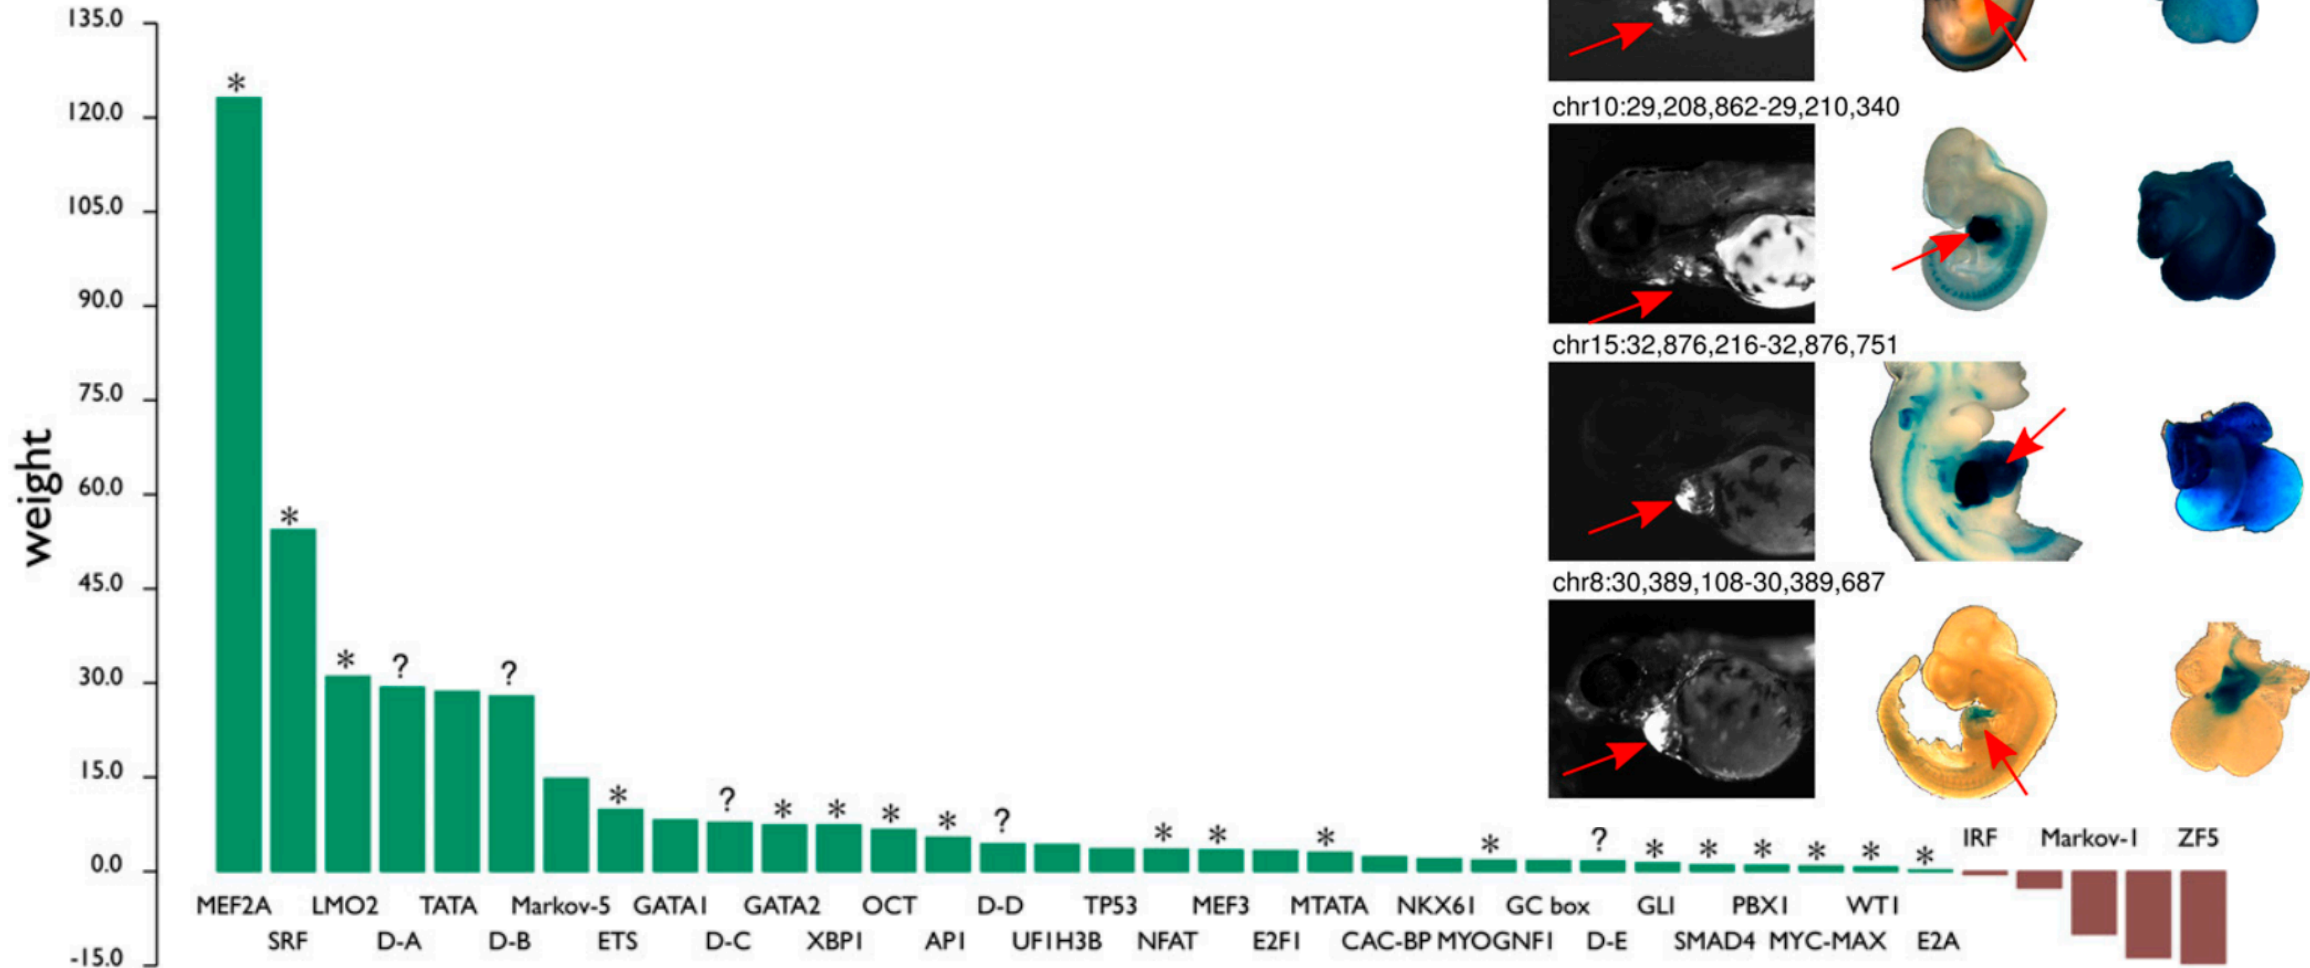 135.0
120.0
105.0
90.0
75.0
60.0
45.0
30.0
15.0
0.0
-15.0
weight
* * * ? ? * ? * * * * ? * * * * ? * * * * * *
MEF2A LMO2 TATA Markov-5 GATA1 GATA2 OCT D-D TP53 MEF3 MTATA NKX61 GC box GLI PBX1 WT1
SRF D-A D-B ETS D-C XBP1 AP1 UF1H3B NFAT E2F1 CAC-BP MYOGNF1 D-E SMAD4 MYC-MAX E2A
IRF Markov-1 ZF5
chr10:29,208,862-29,210,340
chr15:32,876,216-32,876,751
chr8:30,389,108-30,389,687